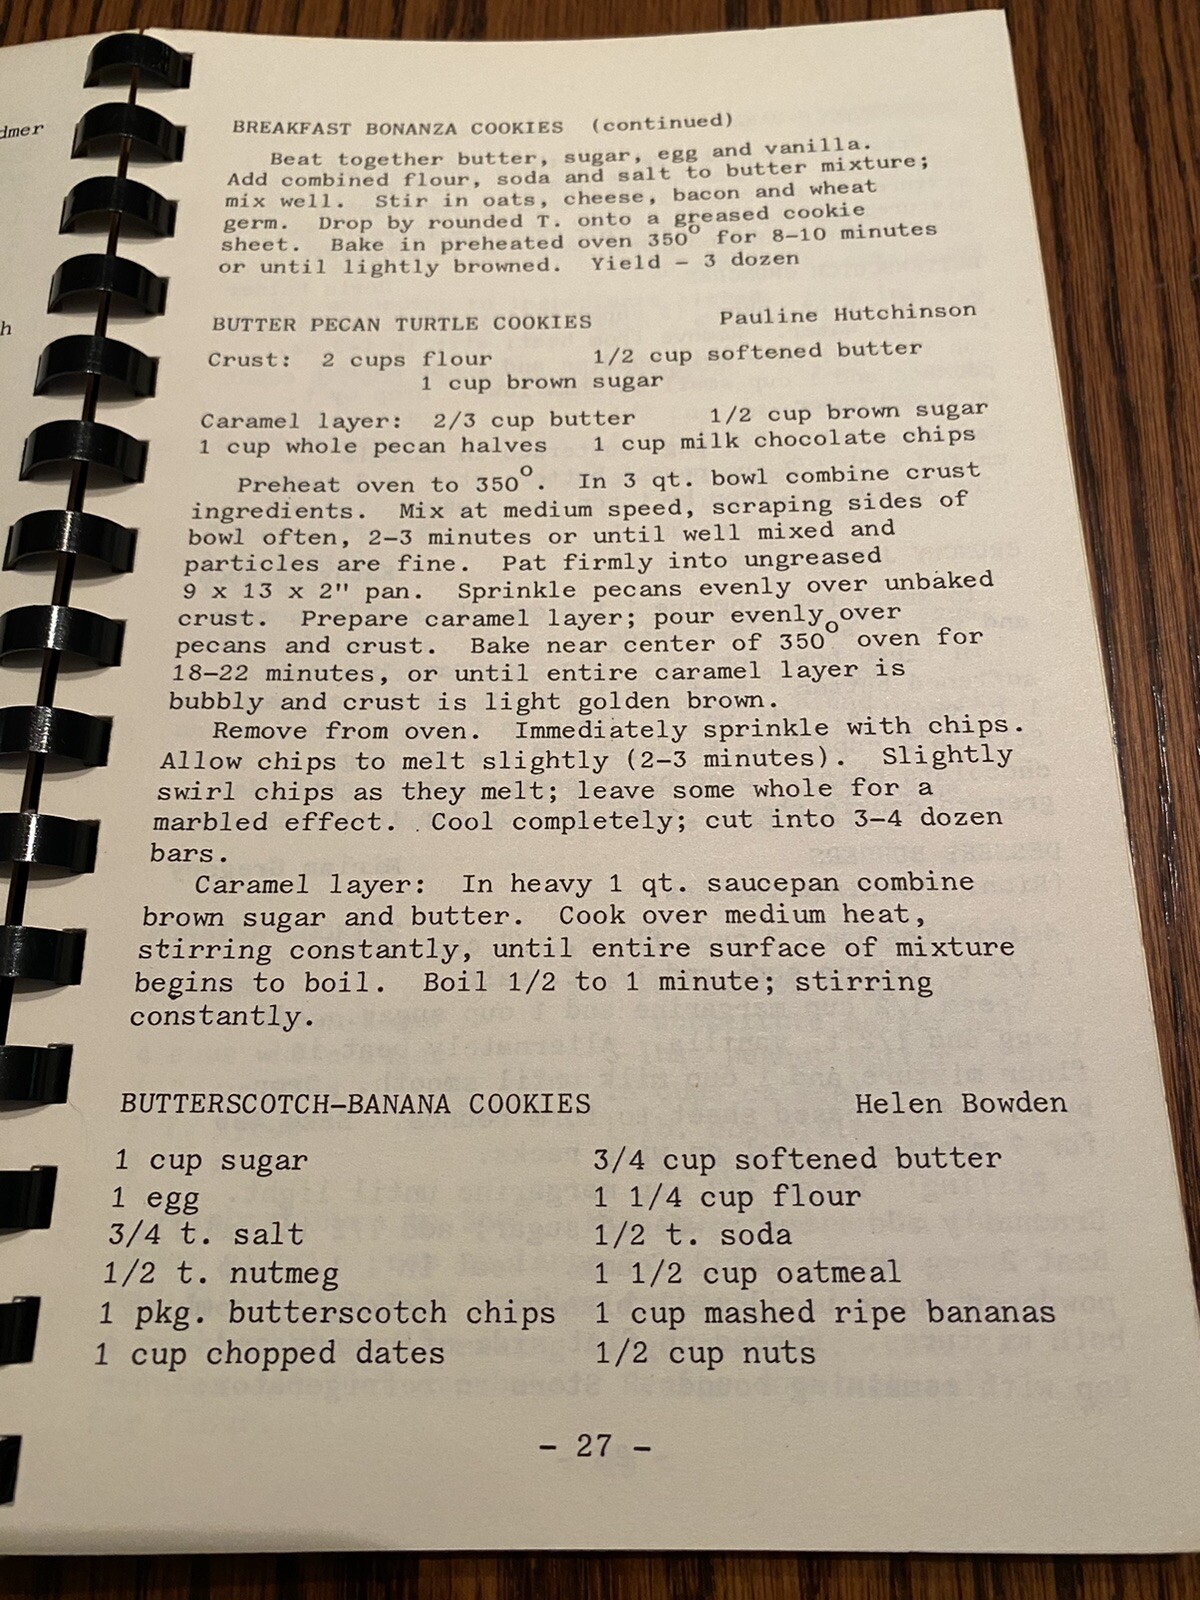 dmer
h
BREAKFAST BONANZA COOKIES (continued)
Beat together butter, sugar, egg and vanilla.
Add combined flour, soda and salt to butter mixture;
mix well. Stir in oats, cheese, bacon and wheat
germ. Drop by rounded T. onto a greased cookie
sheet. Bake in preheated oven 350° for 8-10 minutes
or until lightly browned. Yield - 3 dozen
BUTTER PECAN TURTLE COOKIES Pauline Hutchinson
Crust: 2 cups flour 1/2 cup softened butter
1 cup brown sugar
Caramel layer: 2/3 cup butter 1/2 cup brown sugar
1 cup whole pecan halves 1 cup milk chocolate chips
Preheat oven to 350°. In 3 qt. bowl combine crust
ingredients. Mix at medium speed, scraping sides of
bowl often, 2-3 minutes or until well mixed and
particles are fine. Pat firmly into ungreased
9 x 13 x 2" pan. Sprinkle pecans evenly over unbaked
crust. Prepare caramel layer; pour evenly over
pecans and crust. Bake near center of 350° oven for
18-22 minutes, or until entire caramel layer is
bubbly and crust is light golden brown.
Remove from oven. Immediately sprinkle with chips.
Allow chips to melt slightly (2-3 minutes). Slightly
swirl chips as they melt; leave some whole for a
marbled effect. Cool completely; cut into 3-4 dozen
bars.
Caramel layer: In heavy 1 qt. saucepan combine
brown sugar and butter. Cook over medium heat,
stirring constantly, until entire surface of mixture
begins to boil. Boil 1/2 to 1 minute; stirring
constantly.
BUTTERSCOTCH-BANANA COOKIES Helen Bowden
1 cup sugar 3/4 cup softened butter
1 egg 1 1/4 cup flour
3/4 t. salt 1/2 t. soda
1/2 t. nutmeg 1 1/2 cup oatmeal
1 pkg. butterscotch chips 1 cup mashed ripe bananas
1 cup chopped dates 1/2 cup nuts
- 27 -